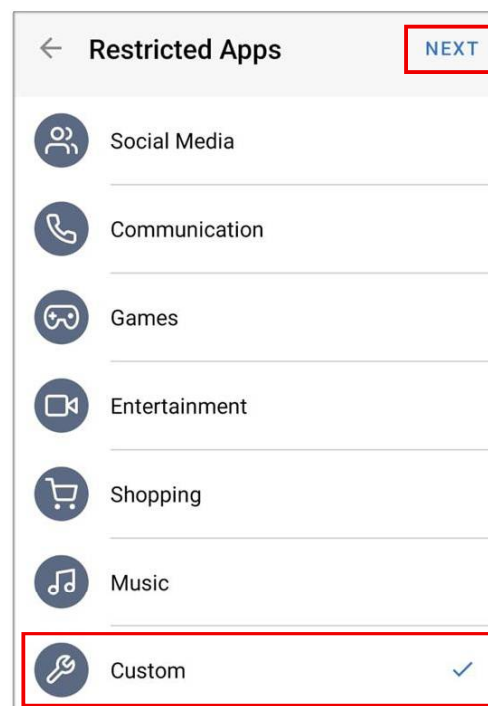 Restricted Apps NEXT
Social Media
Communication
Games
Entertainment
Shopping
Music
Custom